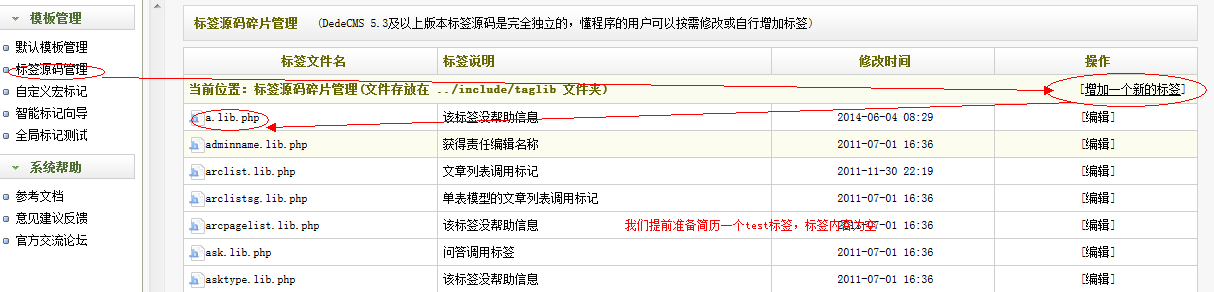 模板管理
默认模板管理
标签源码管理
自定义宏标记
智能标记向导
全局标记测试
系统帮助
参考文档
意见建议反馈
官方交流论坛
标签源码碎片管理 (DedeCMS 5.3及以上版本标签源码是完全独立的，懂程序的用户可以按需修改或自行增加标签)
标签文件名 标签说明 修改时间 操作
当前位置：标签源码碎片管理(文件存放在 ../include/taglib 文件夹) [增加一个新的标签]
a.lib.php 该标签没帮助信息 2014-06-04 08:29 [编辑]
adminname.lib.php 获得责任编辑名称 2011-07-01 16:36 [编辑]
arclist.lib.php 文章列表调用标记 2011-11-30 22:19 [编辑]
arclistsg.lib.php 单表模型的文章列表调用标记 2011-07-01 16:36 [编辑]
arcpagelist.lib.php 该标签没帮助信息 2011-07-01 16:36 [编辑]
我们提前准备简历一个test标签，标签内容为空
ask.lib.php 问答调用标签 2011-07-01 16:36 [编辑]
asktype.lib.php 该标签没帮助信息 2011-07-01 16:36 [编辑]